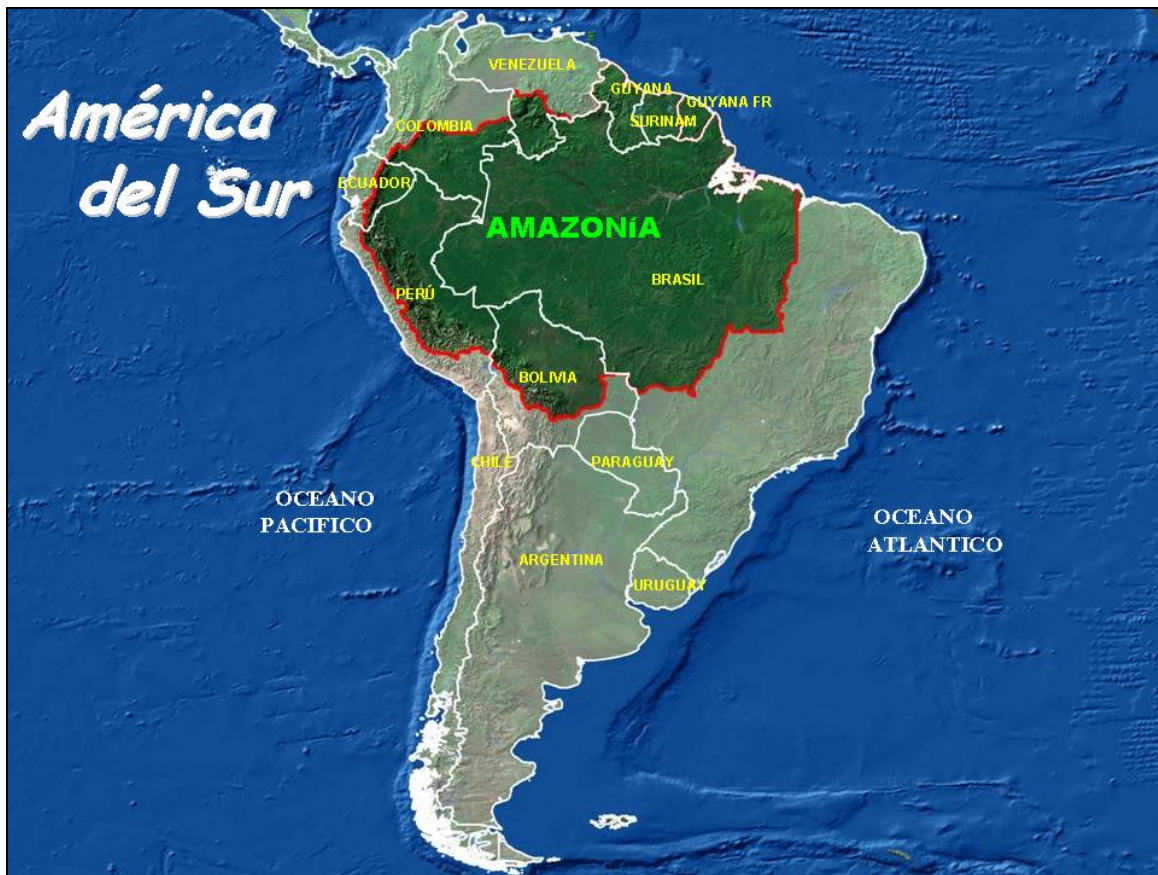 América
del Sur
VENEZUELA
GUYANA
GUYANA FR
SURINAM
COLOMBIA
ECUADOR
AMAZONíA
BRASIL
PERÚ
BOLIVIA
CHILE
PARAGUAY
OCEANO
PACIFICO
OCEANO
ATLANTICO
ARGENTINA
URUGUAY